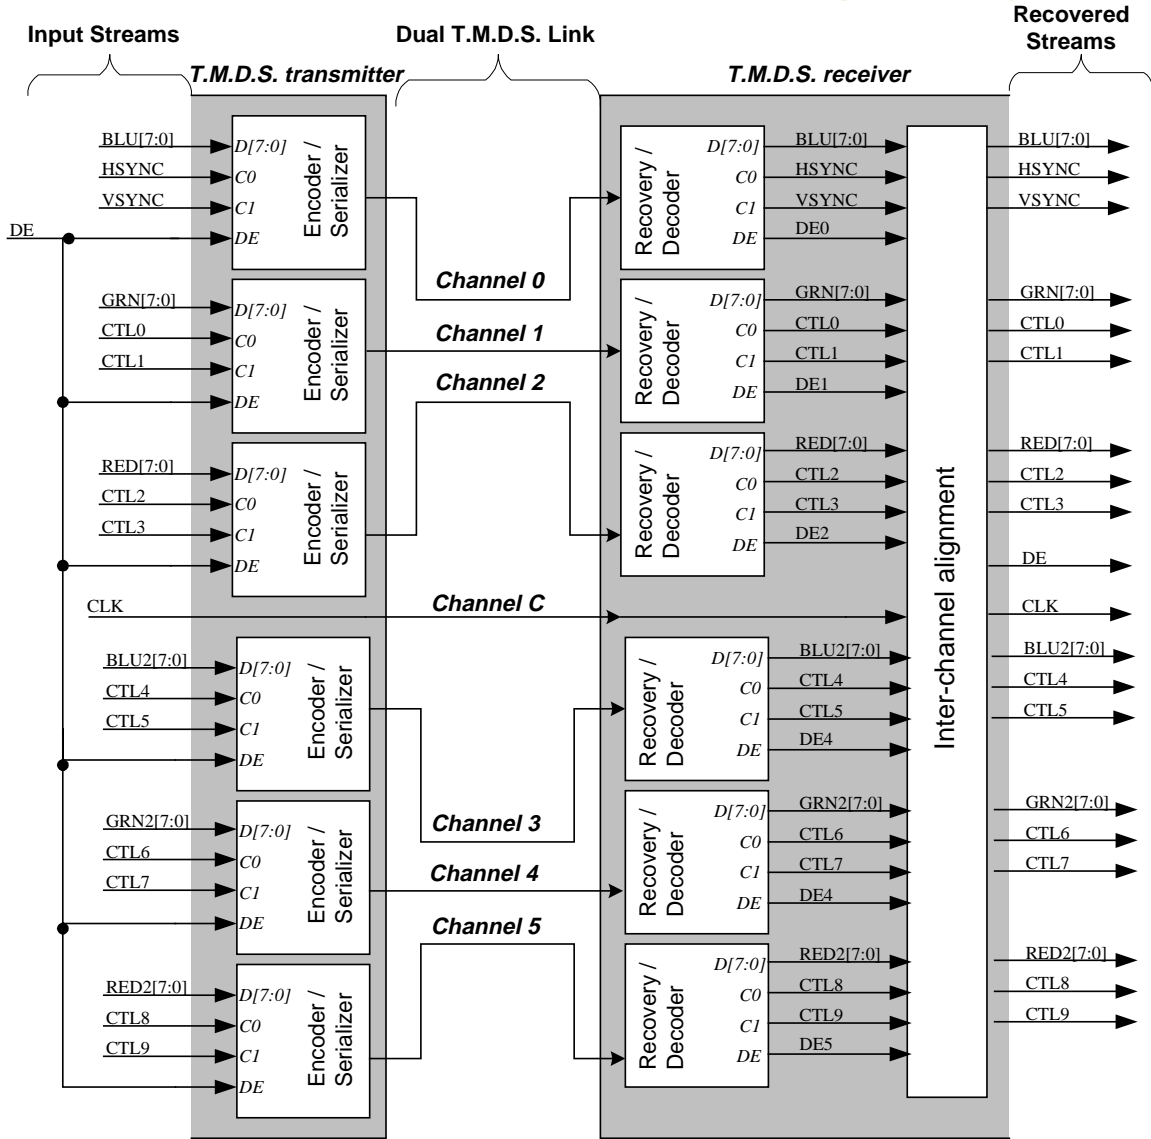 Input Streams
Dual T.M.D.S. Link
Recovered
Streams
T.M.D.S. transmitter
T.M.D.S. receiver
BLU[7:0]
HSYNC
VSYNC
DE
D[7:0]
C0
C1
DE
Encoder /
Serializer
Channel 0
Recovery /
Decoder
D[7:0]
C0
C1
DE
BLU[7:0]
HSYNC
VSYNC
DE0
BLU[7:0]
HSYNC
VSYNC
GRN[7:0]
CTL0
CTL1
D[7:0]
C0
C1
DE
Encoder /
Serializer
Channel 1
Recovery /
Decoder
D[7:0]
C0
C1
DE
GRN[7:0]
CTL0
CTL1
DE1
GRN[7:0]
CTL0
CTL1
RED[7:0]
CTL2
CTL3
D[7:0]
C0
C1
DE
Encoder /
Serializer
Channel 2
Recovery /
Decoder
D[7:0]
C0
C1
DE
RED[7:0]
CTL2
CTL3
DE2
RED[7:0]
CTL2
CTL3
DE
CLK
Channel C
CLK
Inter-channel alignment
BLU2[7:0]
CTL4
CTL5
D[7:0]
C0
C1
DE
Encoder /
Serializer
Channel 3
Recovery /
Decoder
D[7:0]
C0
C1
DE
BLU2[7:0]
CTL4
CTL5
DE4
BLU2[7:0]
CTL4
CTL5
GRN2[7:0]
CTL6
CTL7
D[7:0]
C0
C1
DE
Encoder /
Serializer
Channel 4
Recovery /
Decoder
D[7:0]
C0
C1
DE
GRN2[7:0]
CTL6
CTL7
DE4
GRN2[7:0]
CTL6
CTL7
RED2[7:0]
CTL8
CTL9
D[7:0]
C0
C1
DE
Encoder /
Serializer
Channel 5
Recovery /
Decoder
D[7:0]
C0
C1
DE
RED2[7:0]
CTL8
CTL9
DE5
RED2[7:0]
CTL8
CTL9